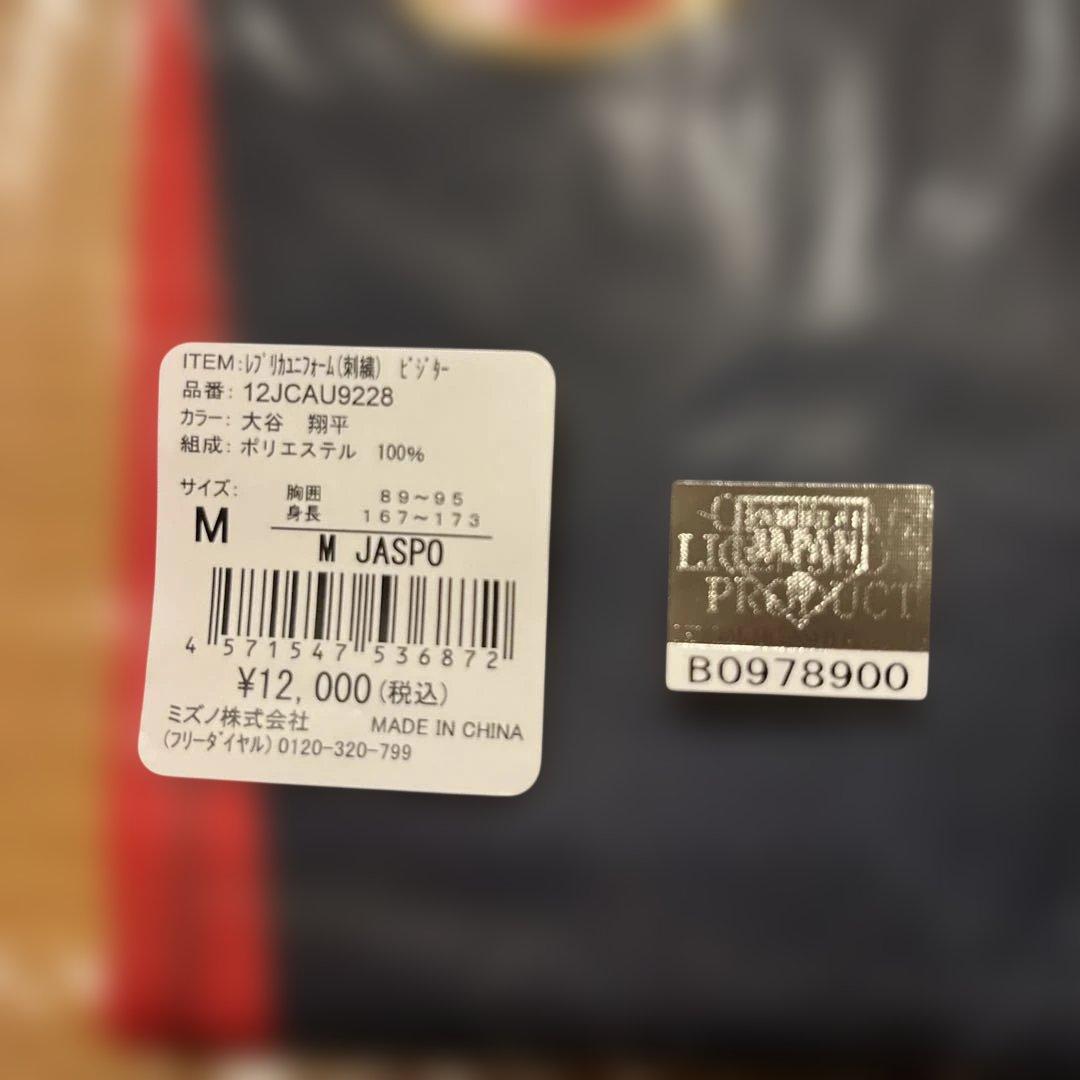 ITEM:ﾚﾌﾟﾘｶﾕﾆﾌｫｰﾑ(刺繍)　ﾋﾞｼﾞﾀｰ
品番: 12JCAU9228
カラー: 大谷　翔平
組成: ポリエステル　100%
サイズ:
M
胸囲　89～95
身長　167～173
M JASPO
4 571547 536872
¥12,000(税込)
ミズノ株式会社　MADE IN CHINA
(フリーダイヤル) 0120-320-799
JAPAN
PRODUCT
B0978900